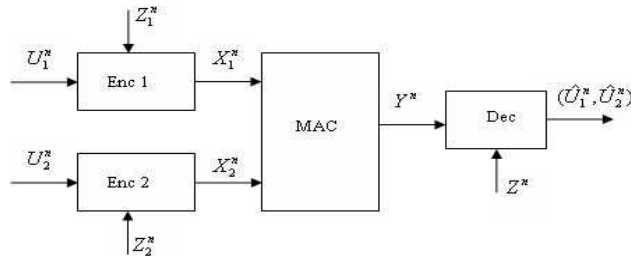 Z_1^n
U_1^n
Enc 1
X_1^n
MAC
Y^n
Dec
(Û_1^n, Û_2^n)
U_2^n
Enc 2
X_2^n
Z^n
Z_2^n